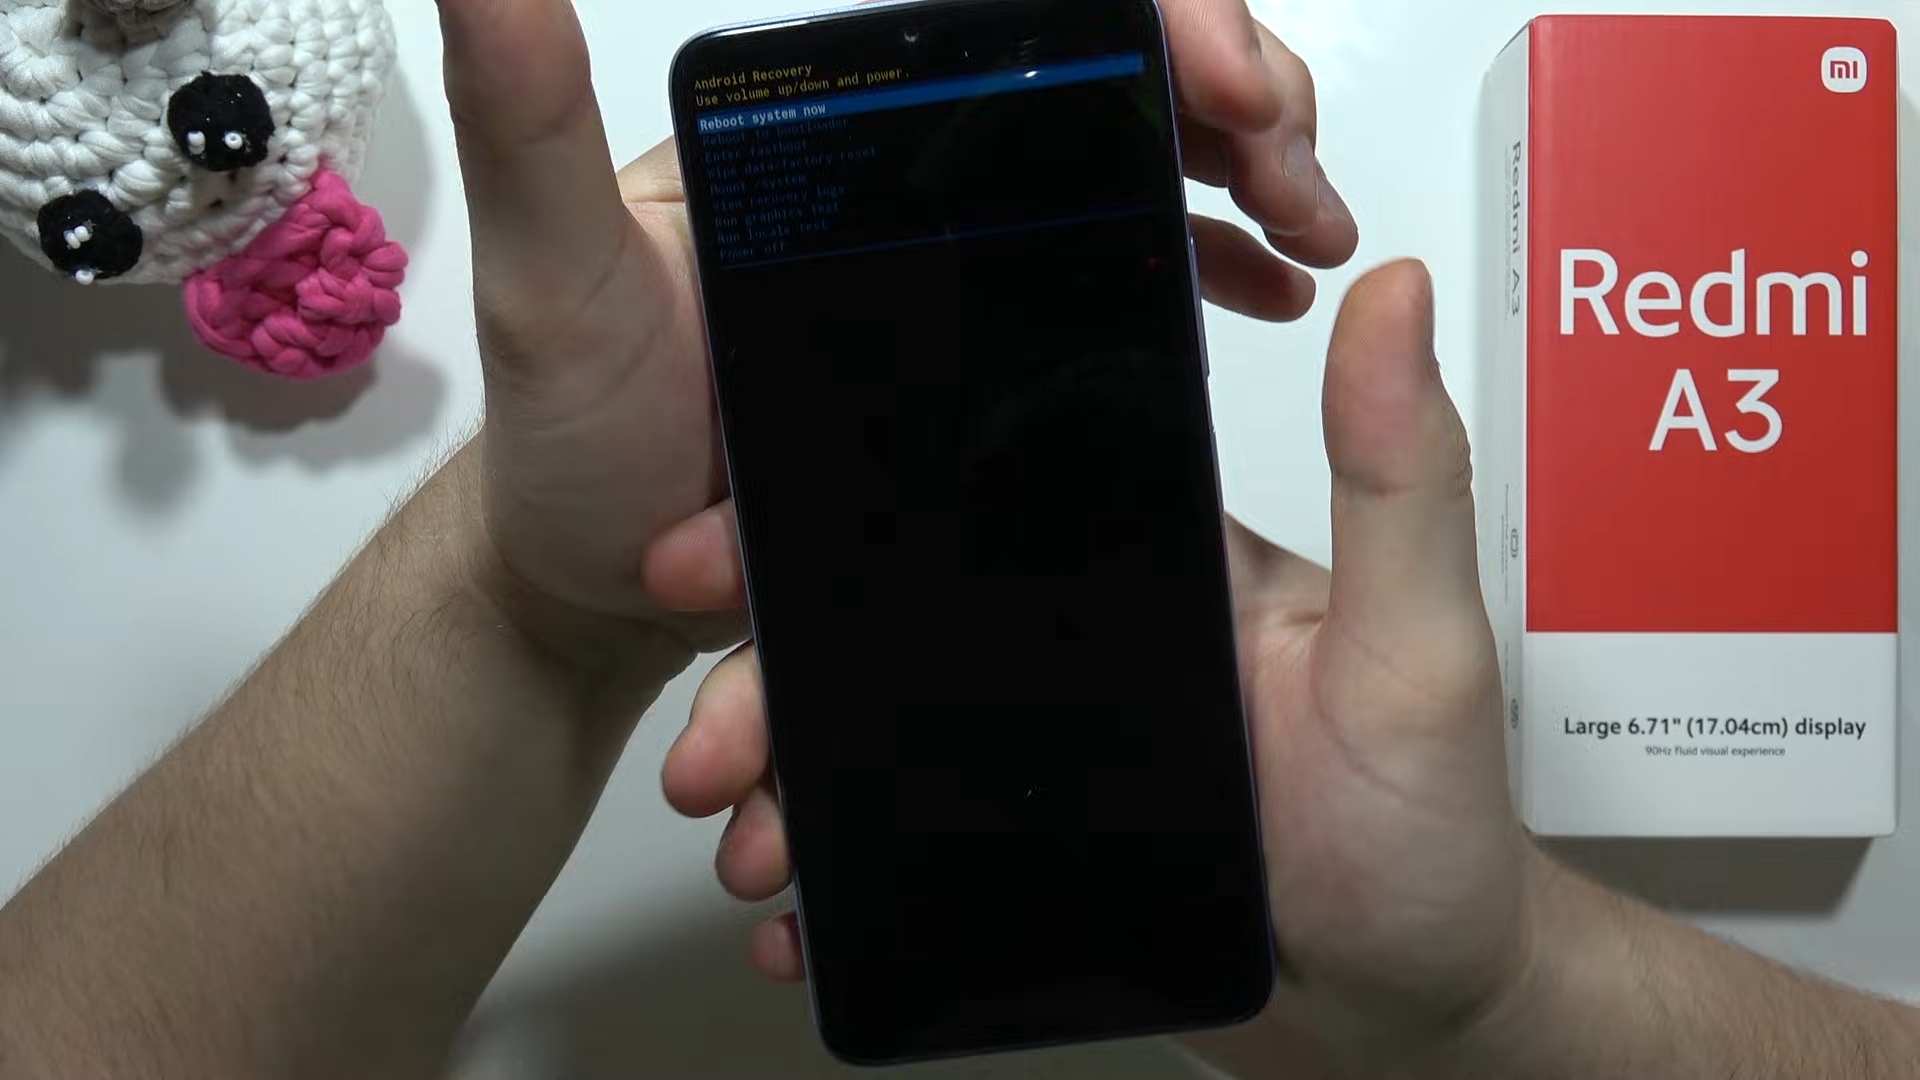 Android Recovery
Use volume up/down and power.
Reboot system now
Reboot to bootloader
Enter fastboot
Wipe data/factory reset
Mount /system
View recovery logs
Run graphics test
Run locale test
Power off
mi
Redmi
A3
Large 6.71" (17.04cm) display
90Hz fluid visual experience
Redmi A3